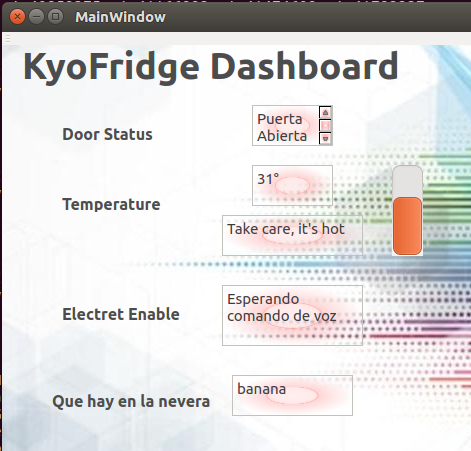 MainWindow
KyoFridge Dashboard
Door Status
Puerta
Abierta
31°
Temperature
Take care, it's hot
Electret Enable
Esperando
comando de voz
Que hay en la nevera
banana